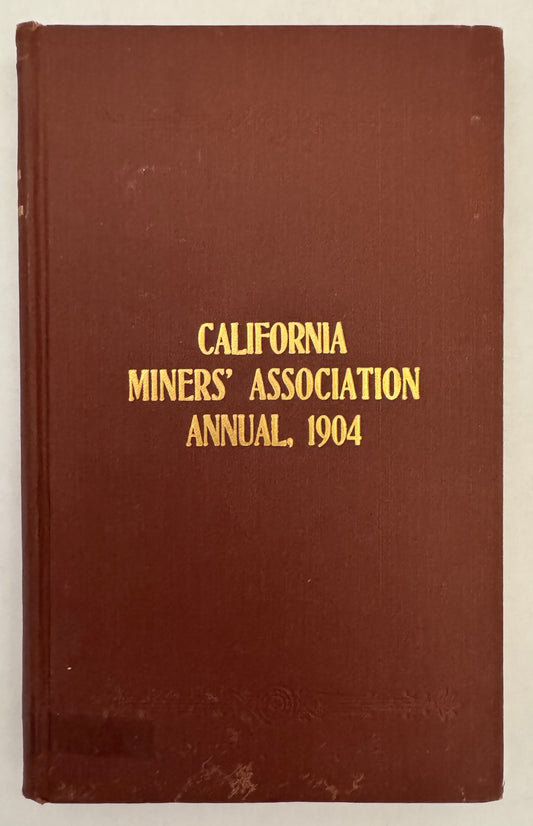 CALIFORNIA
MINERS' ASSOCIATION
ANNUAL, 1904